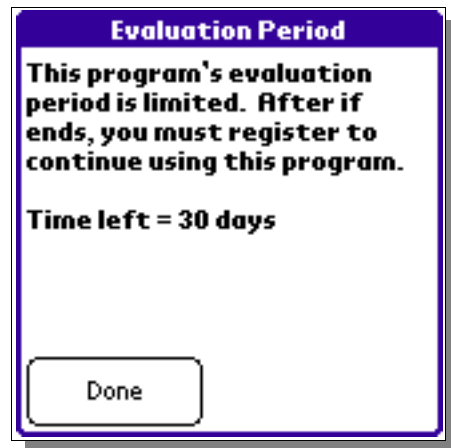 Evaluation Period
This program's evaluation
period is limited. After if
ends, you must register to
continue using this program.
Time left = 30 days
Done